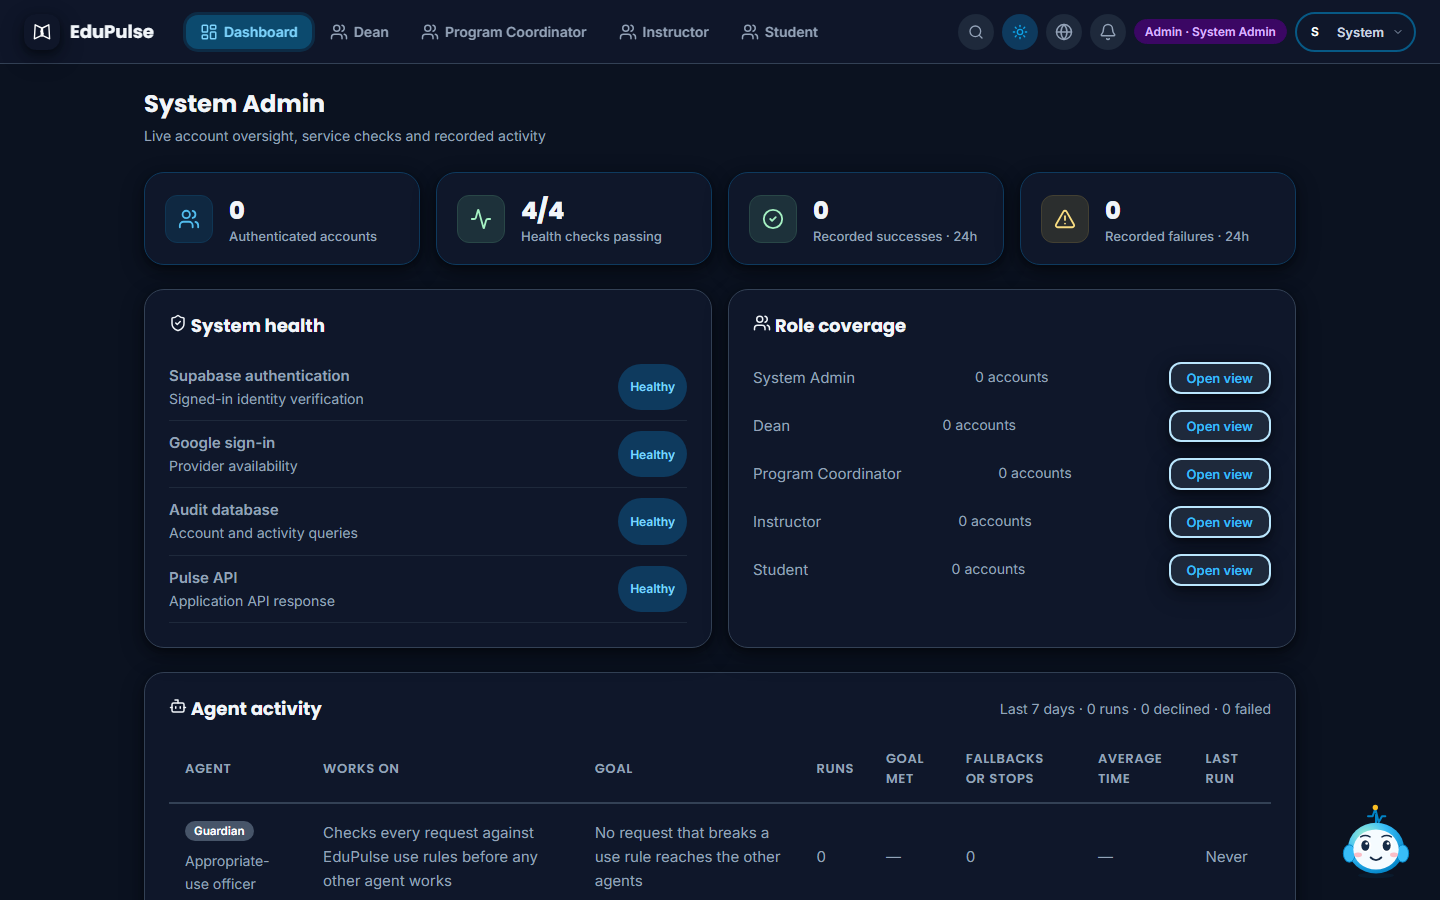 EduPulse
Dashboard
Dean
Program Coordinator
Instructor
Student
Admin · System Admin
S
System
System Admin
Live account oversight, service checks and recorded activity
0
Authenticated accounts
4/4
Health checks passing
0
Recorded successes · 24h
0
Recorded failures · 24h
System health
Supabase authentication
Signed-in identity verification
Healthy
Google sign-in
Provider availability
Healthy
Audit database
Account and activity queries
Healthy
Pulse API
Application API response
Healthy
Role coverage
System Admin 0 accounts Open view
Dean 0 accounts Open view
Program Coordinator 0 accounts Open view
Instructor 0 accounts Open view
Student 0 accounts Open view
Agent activity
Last 7 days · 0 runs · 0 declined · 0 failed
AGENT
WORKS ON
GOAL
RUNS
GOAL
MET
FALLBACKS
OR STOPS
AVERAGE
TIME
LAST
RUN
Guardian
Appropriate-
use officer
Checks every request against
EduPulse use rules before any
other agent works
No request that breaks a
use rule reaches the other
agents
0
—
0
—
Never